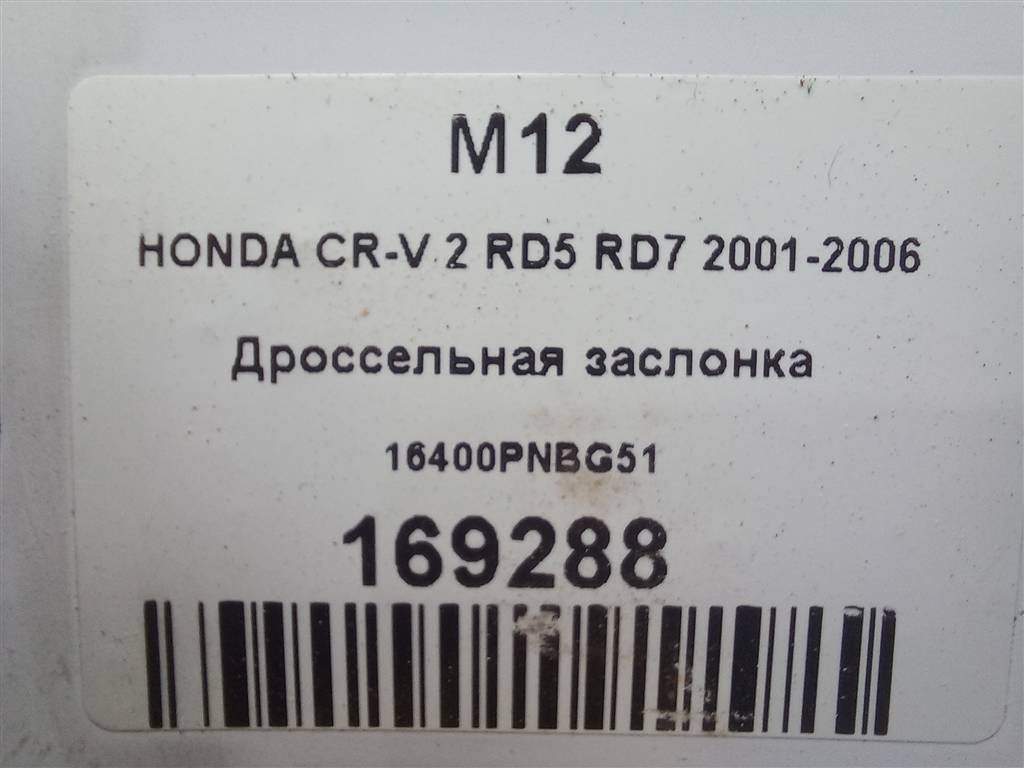 M12
HONDA CR-V 2 RD5 RD7 2001-2006
Дроссельная заслонка
16400PNBG51
169288